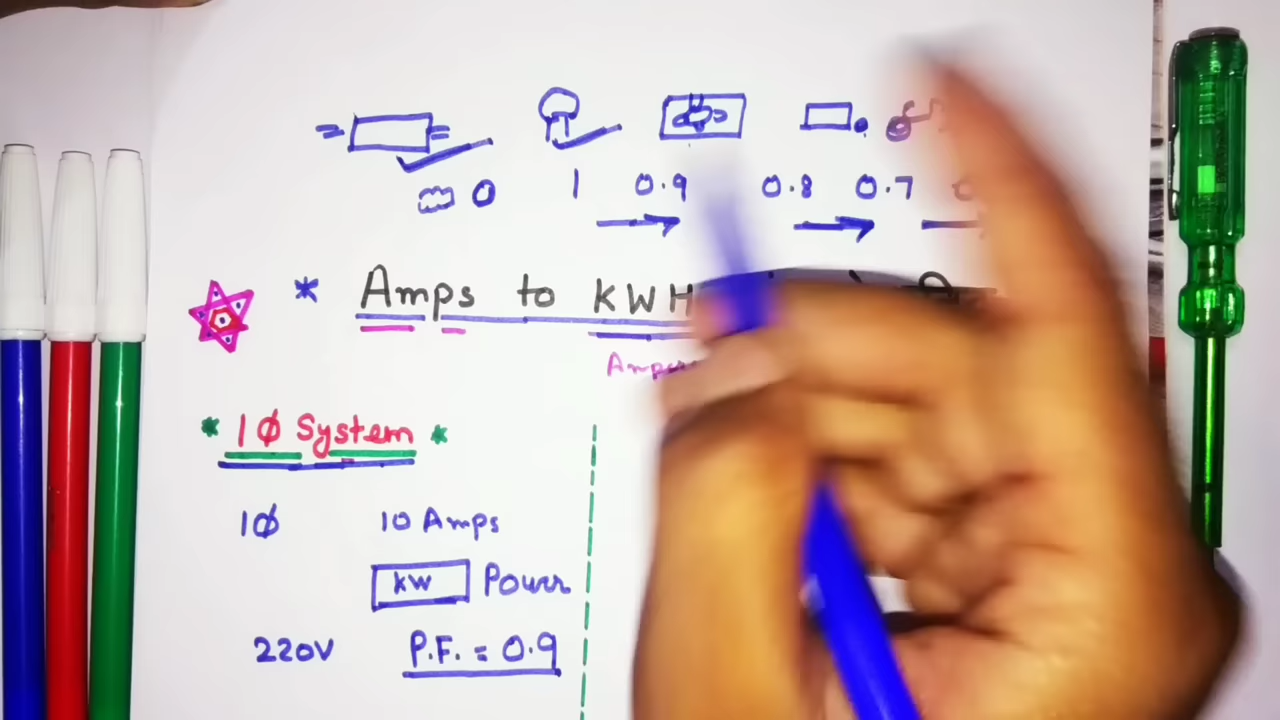 0 1 0.9 0.8 0.7
* Amps to KWH
* 1Ø System *
1Ø 10 Amps
KW Power
220V P.F. = 0.9